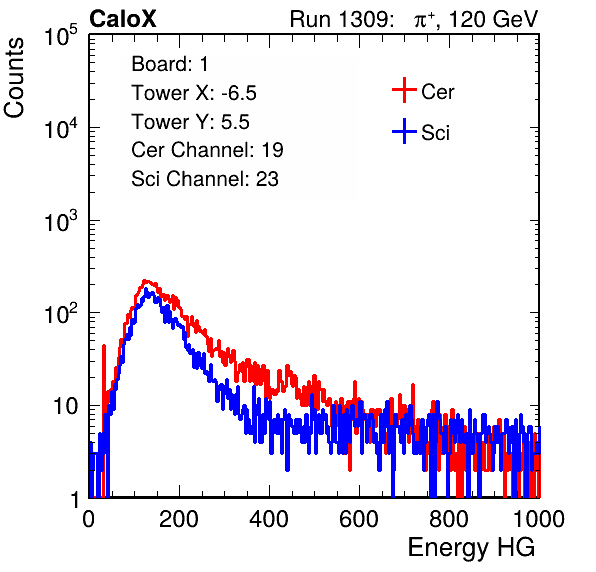 CaloX Run 1309: π⁺, 120 GeV
Counts
10⁵
10⁴
10³
10²
10
1
Board: 1
Tower X: -6.5
Tower Y: 5.5
Cer Channel: 19
Sci Channel: 23
Cer
Sci
0 200 400 600 800 1000
Energy HG